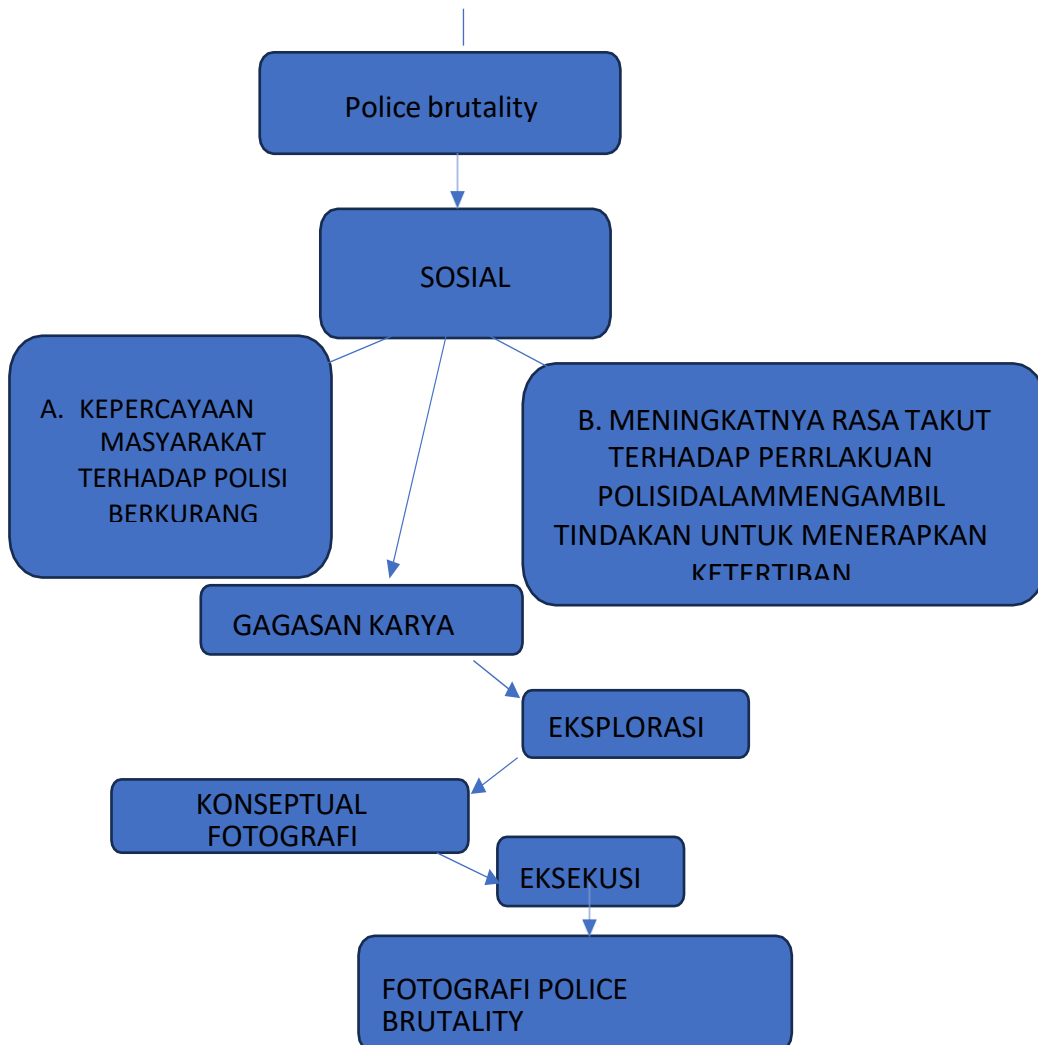 Police brutality
SOSIAL
A. KEPERCAYAAN
MASYARAKAT
TERHADAP POLISI
BERKURANG
B. MENINGKATNYA RASA TAKUT
TERHADAP PERRLAKUAN
POLISIDALAMMENGAMBIL
TINDAKAN UNTUK MENERAPKAN
KETERTIBAN
GAGASAN KARYA
EKSPLORASI
KONSEPTUAL
FOTOGRAFI
EKSEKUSI
FOTOGRAFI POLICE
BRUTALITY